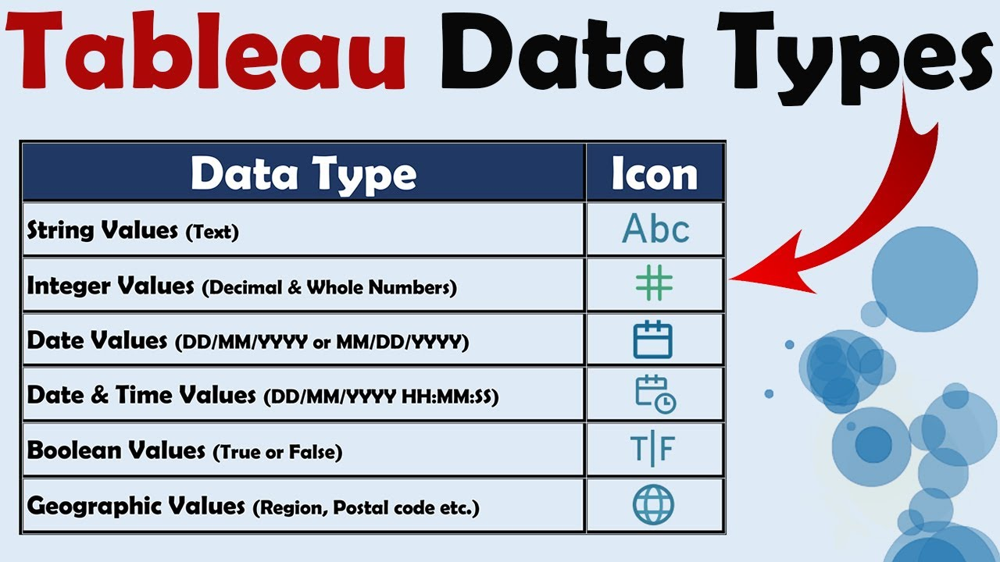 Tableau Data Types
Data Type Icon
String Values (Text) Abc
Integer Values (Decimal & Whole Numbers) #
Date Values (DD/MM/YYYY or MM/DD/YYYY)
Date & Time Values (DD/MM/YYYY HH:MM:SS)
Boolean Values (True or False) T|F
Geographic Values (Region, Postal code etc.)